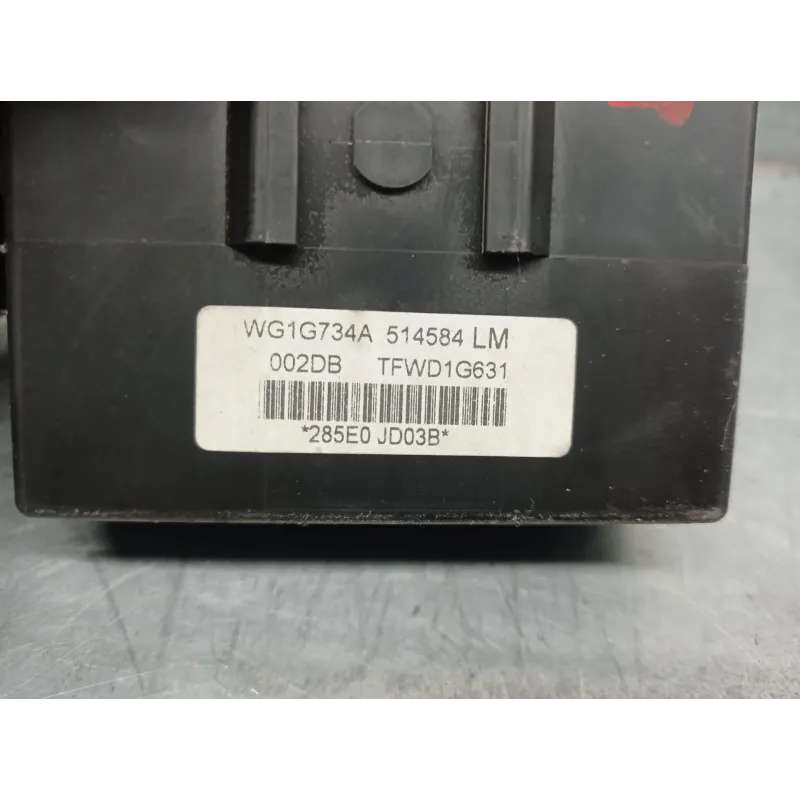 WG1G734A 514584 LM
002DB TFWD1G631
*285E0 JD03B*